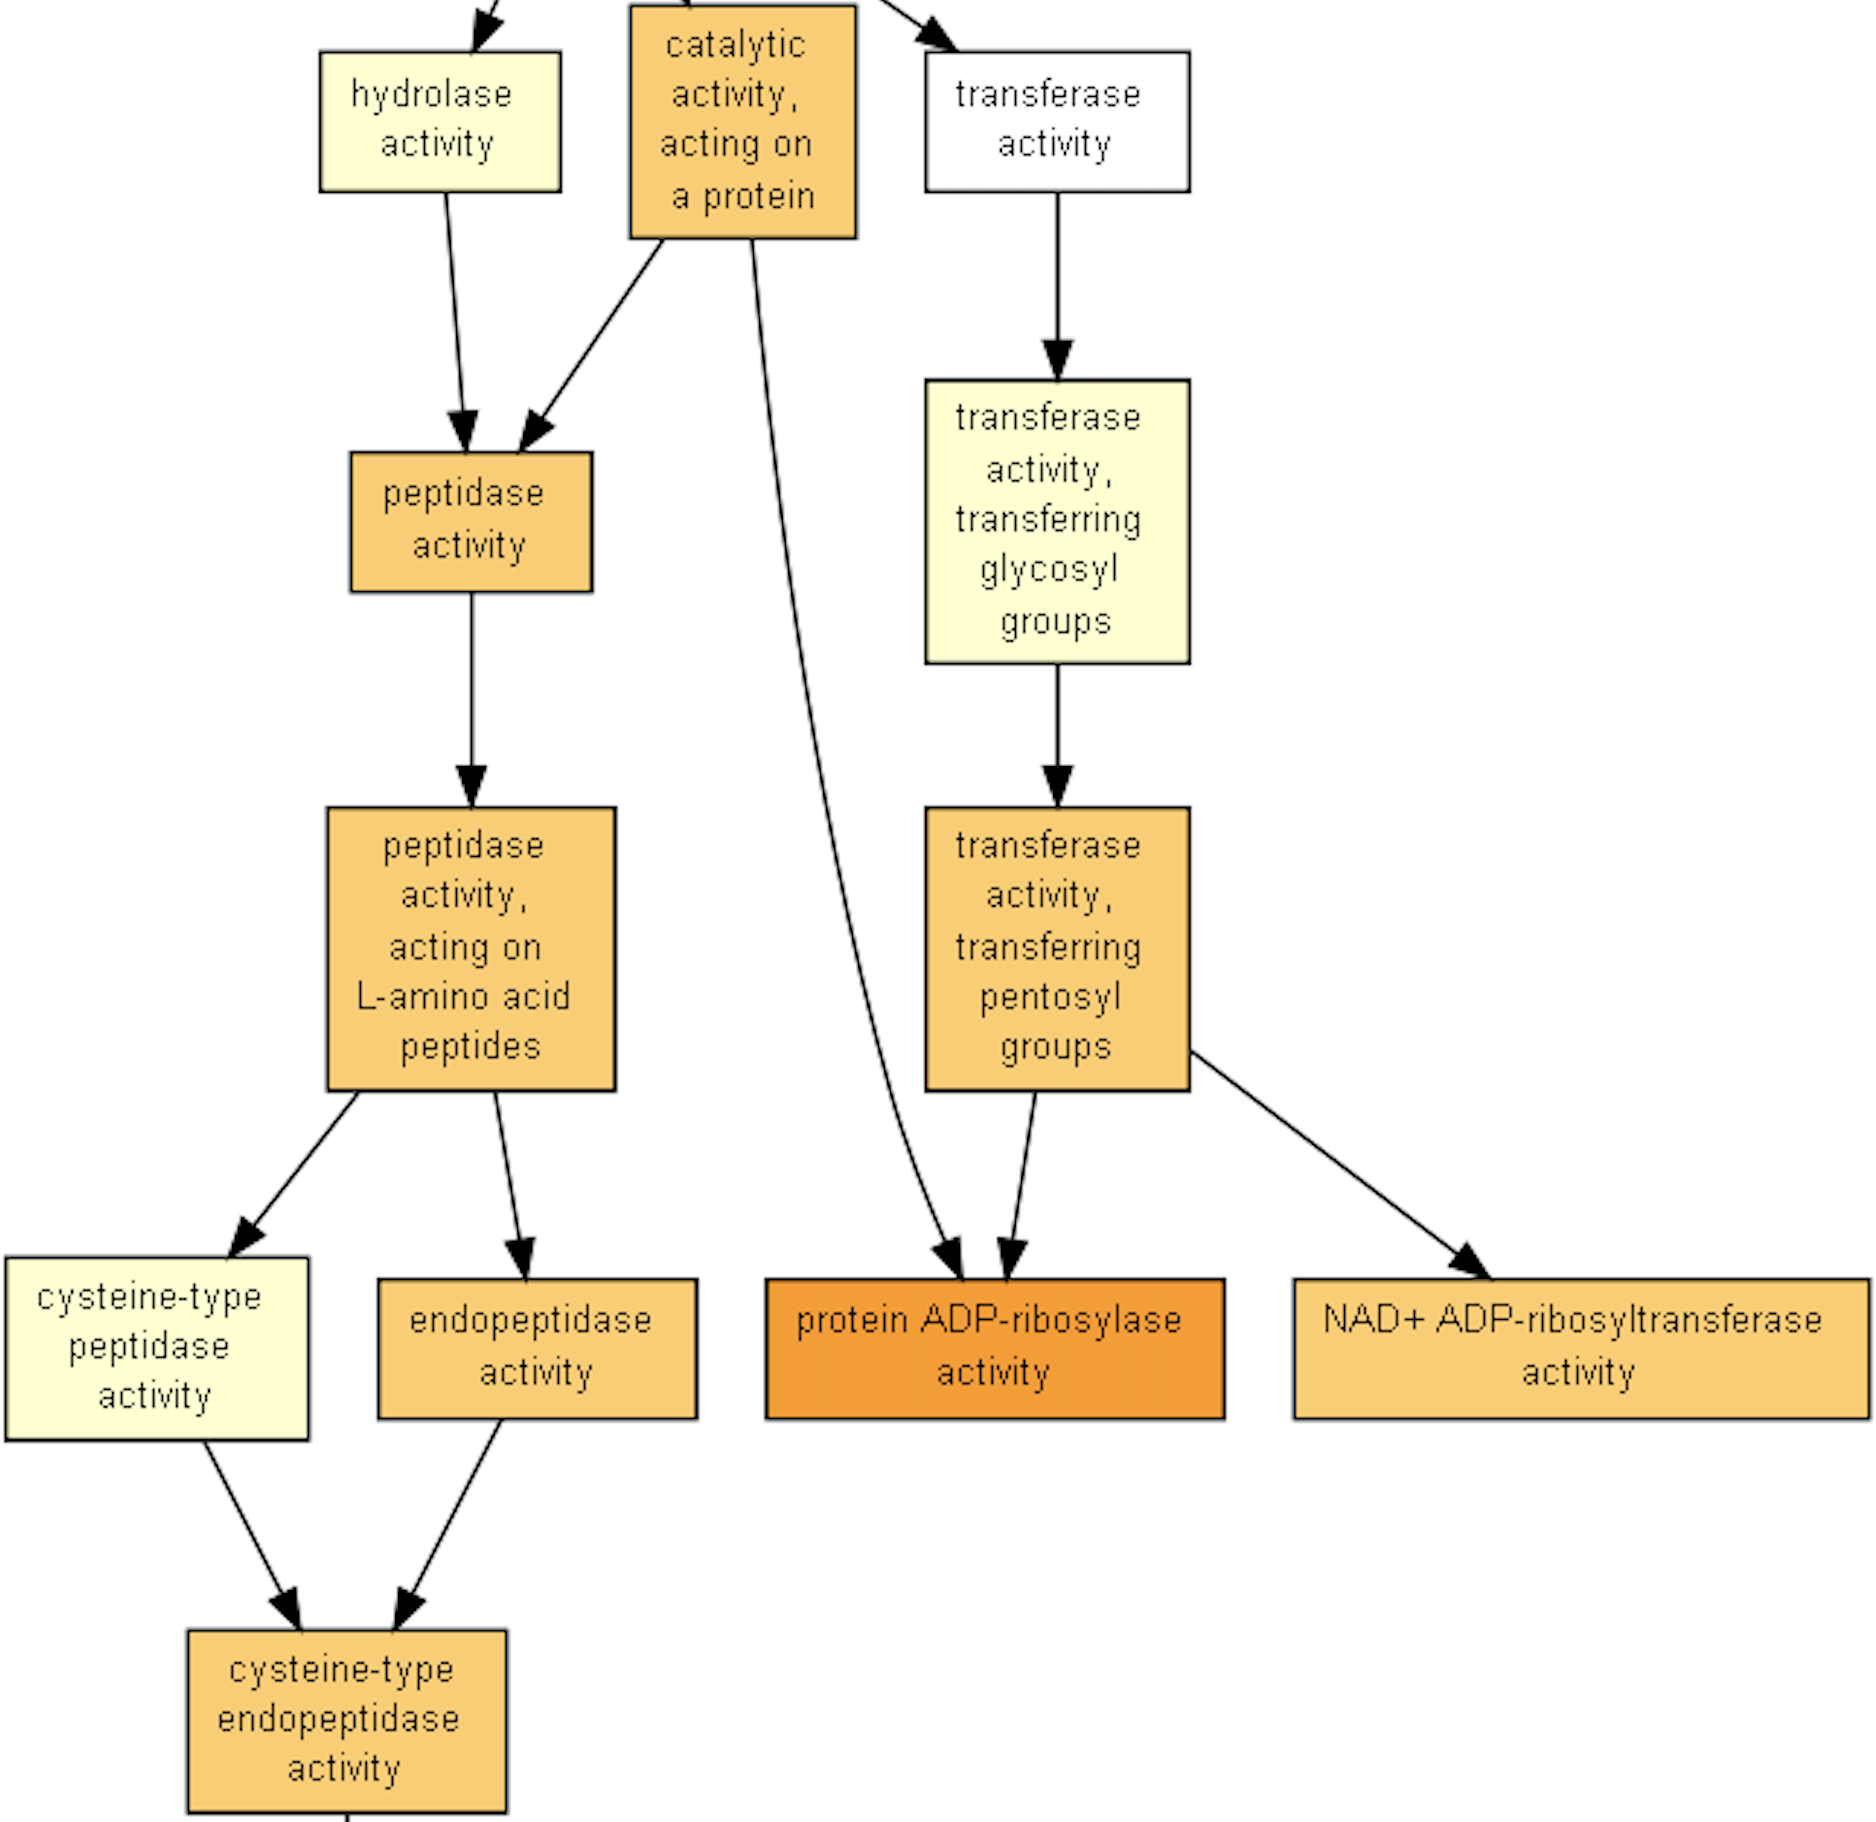 hydrolase
activity
catalytic
activity,
acting on
a protein
transferase
activity
peptidase
activity
transferase
activity,
transferring
glycosyl
groups
peptidase
activity,
acting on
L-amino acid
peptides
transferase
activity,
transferring
pentosyl
groups
cysteine-type
peptidase
activity
endopeptidase
activity
protein ADP-ribosylase
activity
NAD+ ADP-ribosyltransferase
activity
cysteine-type
endopeptidase
activity